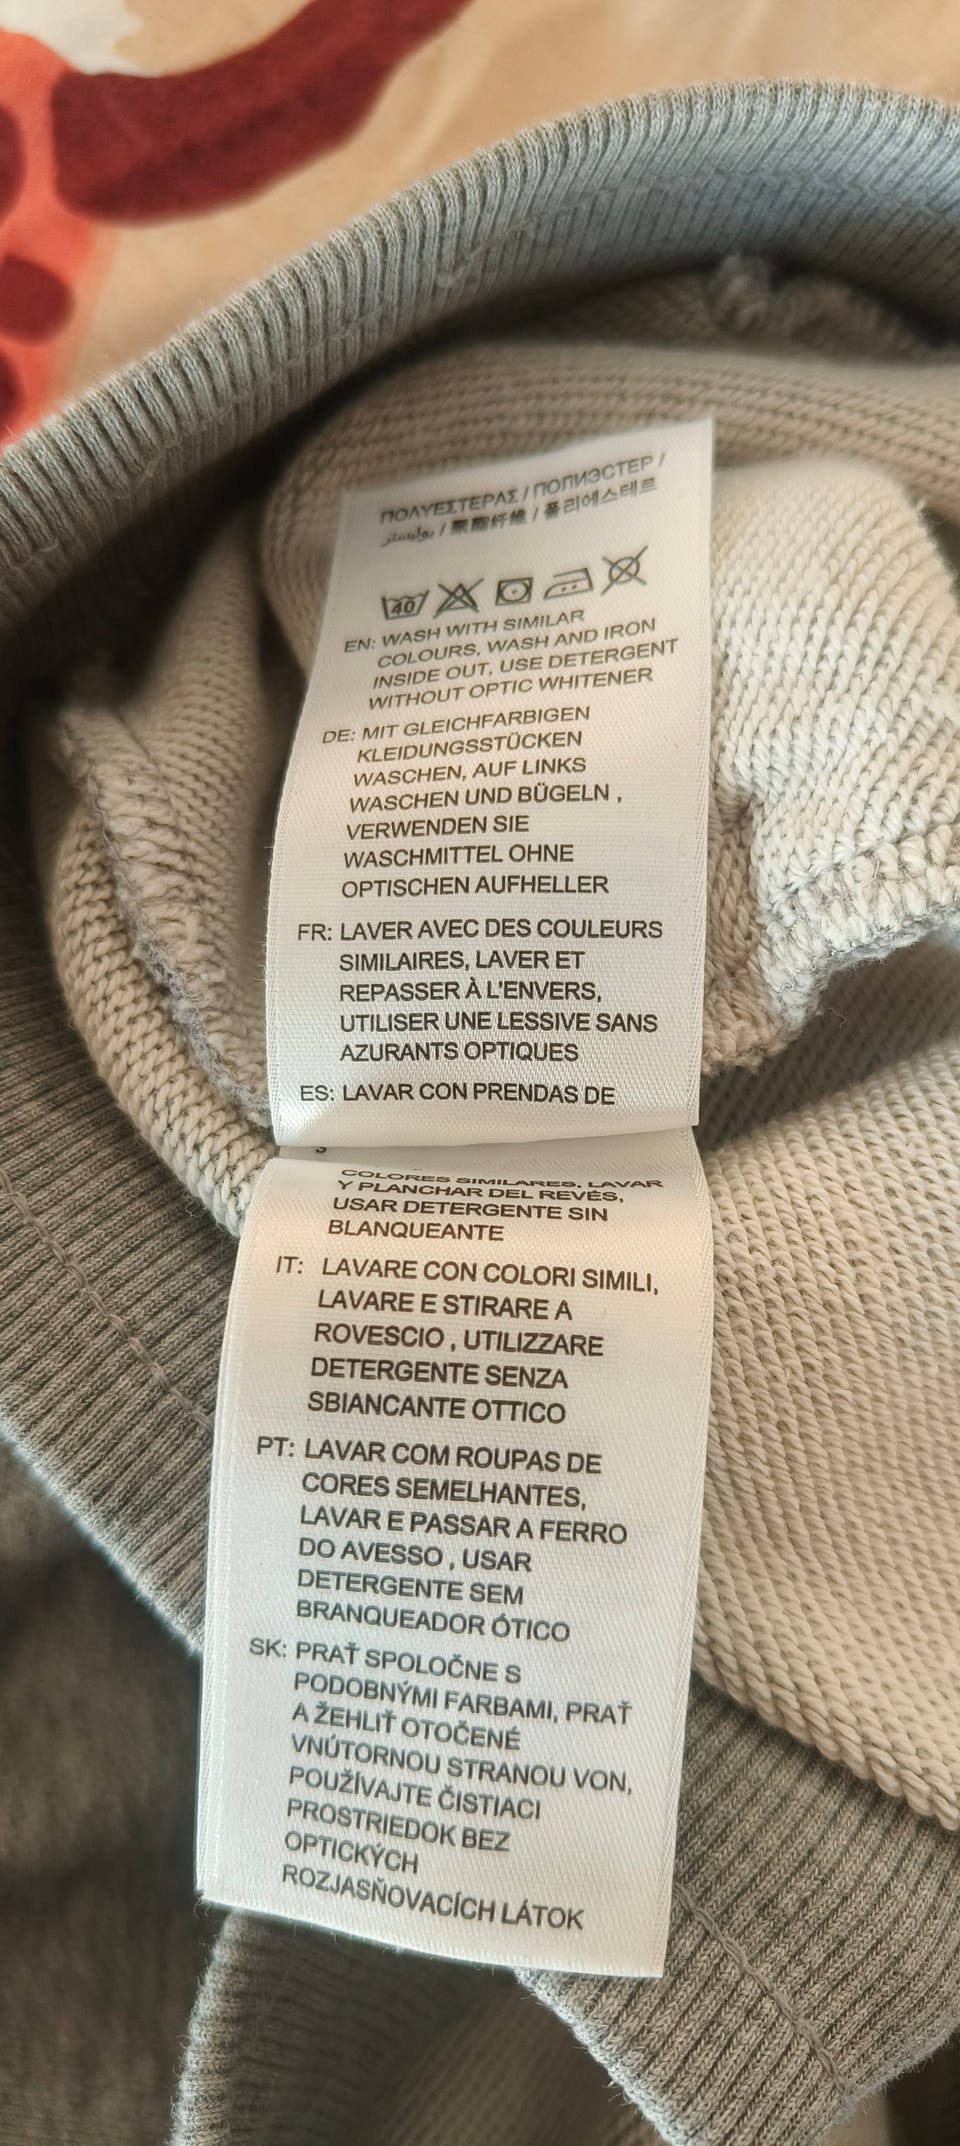 ΠΟΛΥΕΣΤΕΡΑΣ / ПОЛИЭСТЕР /
بوليستر / 聚酯纤维 / 폴리에스테르
40
EN: WASH WITH SIMILAR
COLOURS, WASH AND IRON
INSIDE OUT, USE DETERGENT
WITHOUT OPTIC WHITENER
DE: MIT GLEICHFARBIGEN
KLEIDUNGSSTÜCKEN
WASCHEN, AUF LINKS
WASCHEN UND BÜGELN ,
VERWENDEN SIE
WASCHMITTEL OHNE
OPTISCHEN AUFHELLER
FR: LAVER AVEC DES COULEURS
SIMILAIRES, LAVER ET
REPASSER À L'ENVERS,
UTILISER UNE LESSIVE SANS
AZURANTS OPTIQUES
ES: LAVAR CON PRENDAS DE
COLORES SIMILARES, LAVAR
Y PLANCHAR DEL REVÉS,
USAR DETERGENTE SIN
BLANQUEANTE
IT: LAVARE CON COLORI SIMILI,
LAVARE E STIRARE A
ROVESCIO , UTILIZZARE
DETERGENTE SENZA
SBIANCANTE OTTICO
PT: LAVAR COM ROUPAS DE
CORES SEMELHANTES,
LAVAR E PASSAR A FERRO
DO AVESSO , USAR
DETERGENTE SEM
BRANQUEADOR ÓTICO
SK: PRAŤ SPOLOČNE S
PODOBNÝMI FARBAMI, PRAŤ
A ŽEHLIŤ OTOČENÉ
VNÚTORNOU STRANOU VON,
POUŽÍVAJTE ČISTIACI
PROSTRIEDOK BEZ
OPTICKÝCH
ROZJASŇOVACÍCH LÁTOK